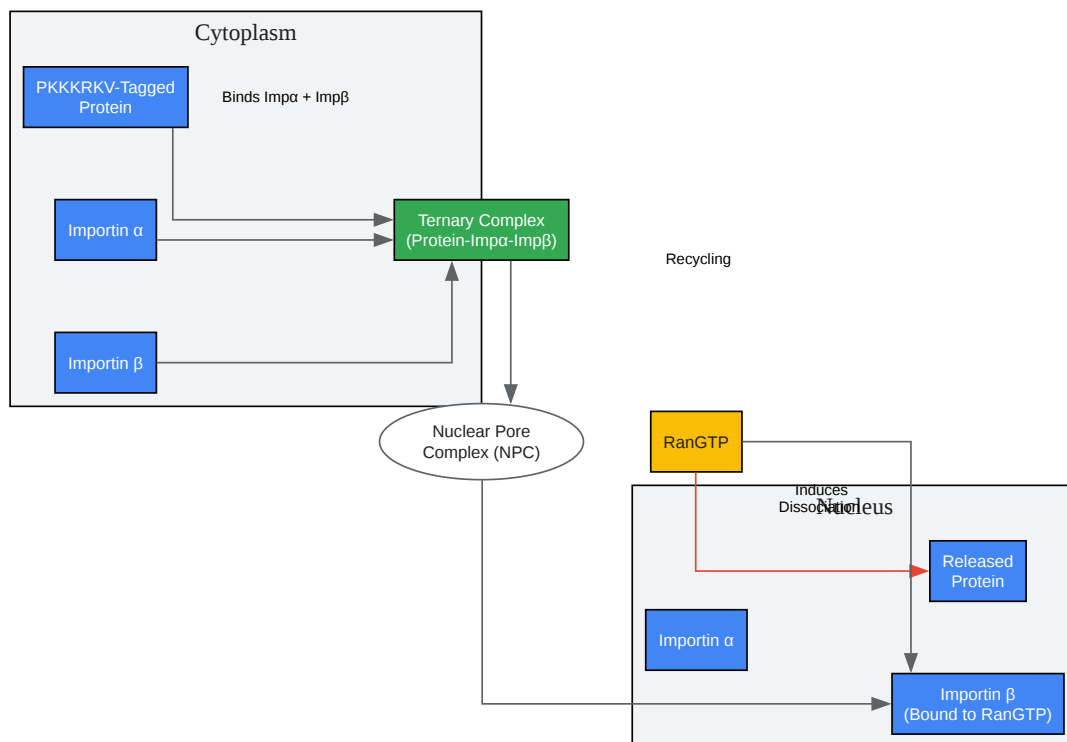 Cytoplasm
PKKKRKV-Tagged
Protein
Binds Impα + Impβ
Importin α
Ternary Complex
(Protein-Impα-Impβ)
Recycling
Importin β
Nuclear Pore
Complex (NPC)
RanGTP
Induces
Dissociation
Nucleus
Released
Protein
Importin α
Importin β
(Bound to RanGTP)